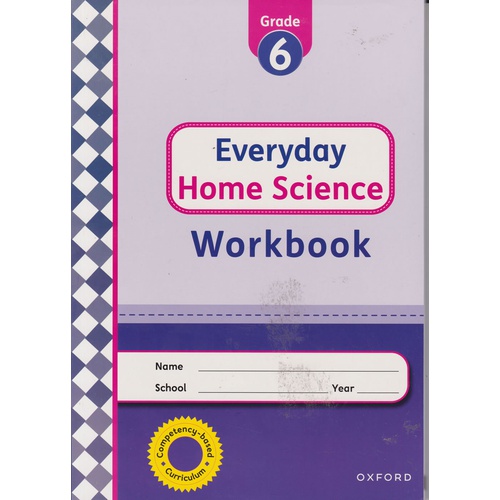 Grade
6
Everyday
Home Science
Workbook
Name
School Year
Competency-based
Curriculum
OXFORD